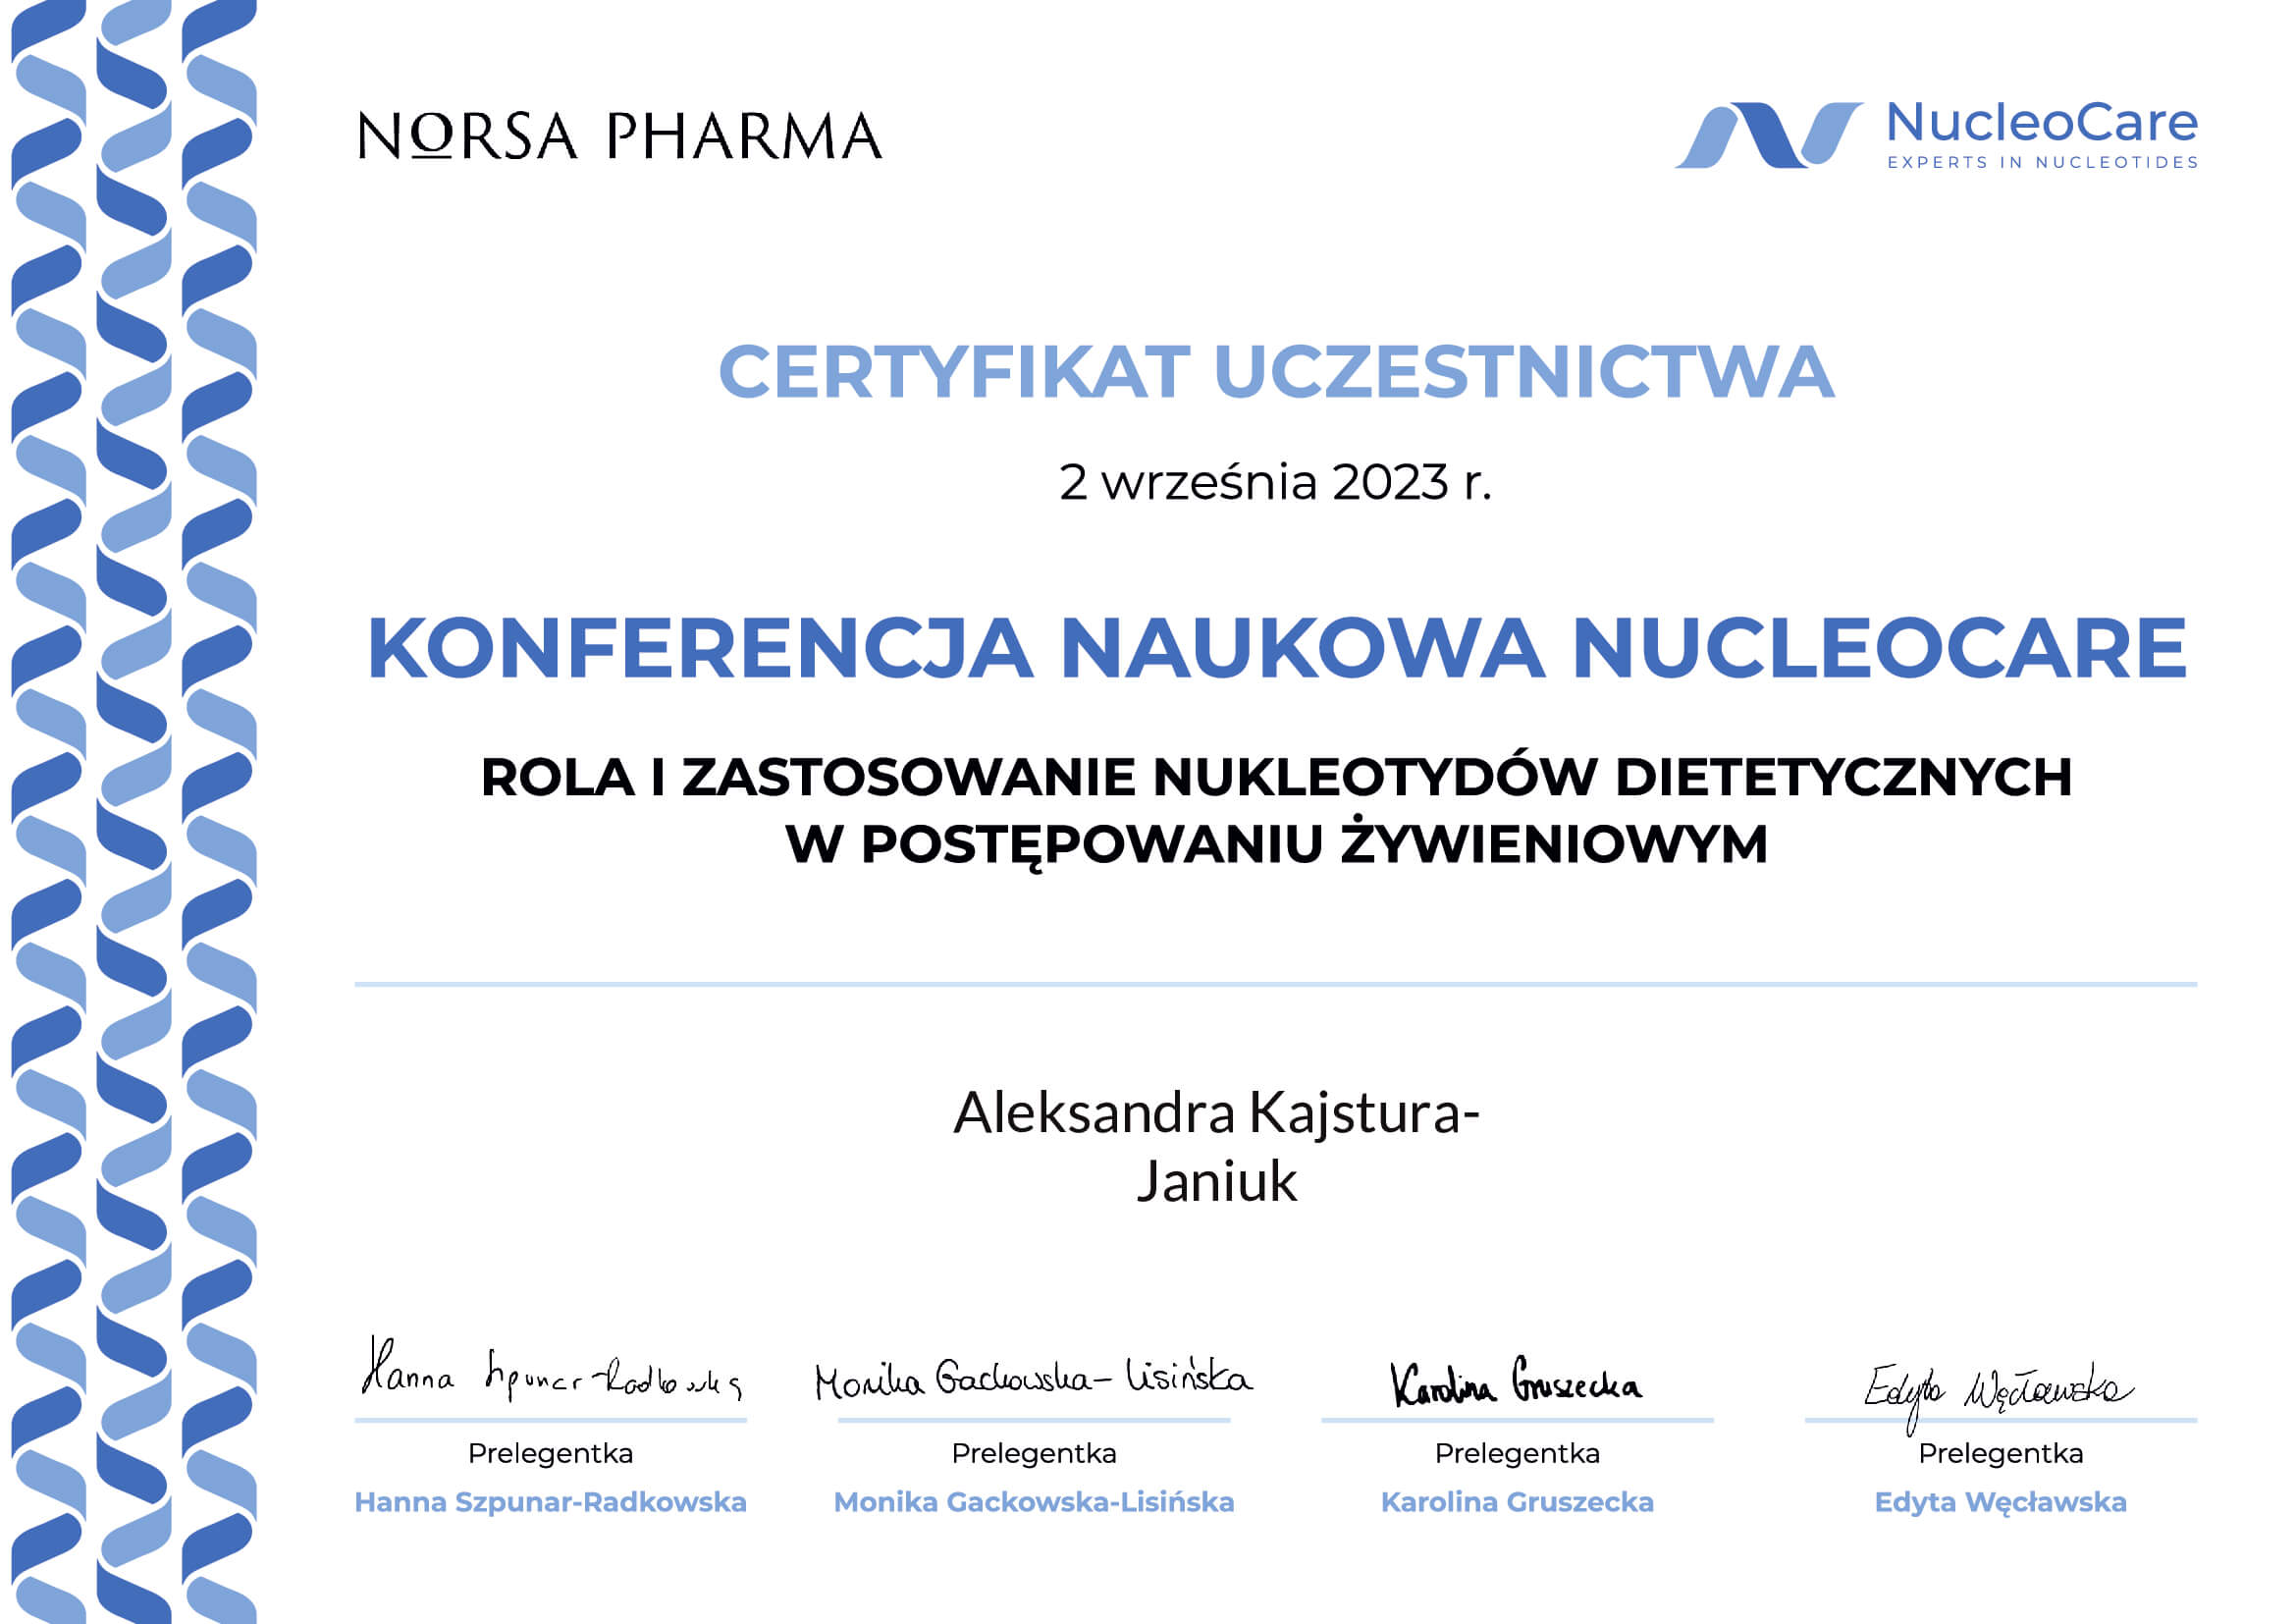 NORSA PHARMA
NucleoCare
EXPERTS IN NUCLEOTIDES
CERTYFIKAT UCZESTNICTWA
2 września 2023 r.
KONFERENCJA NAUKOWA NUCLEOCARE
ROLA I ZASTOSOWANIE NUKLEOTYDÓW DIETETYCZNYCH
W POSTĘPOWANIU ŻYWIENIOWYM
Aleksandra Kajstura-
Janiuk
Hanna Szpunar-Radkowska
Monika Gackowska-Lisińska
Karolina Gruszecka
Edyta Węcławska
Prelegentka
Prelegentka
Prelegentka
Prelegentka
Hanna Szpunar-Radkowska
Monika Gackowska-Lisińska
Karolina Gruszecka
Edyta Węcławska